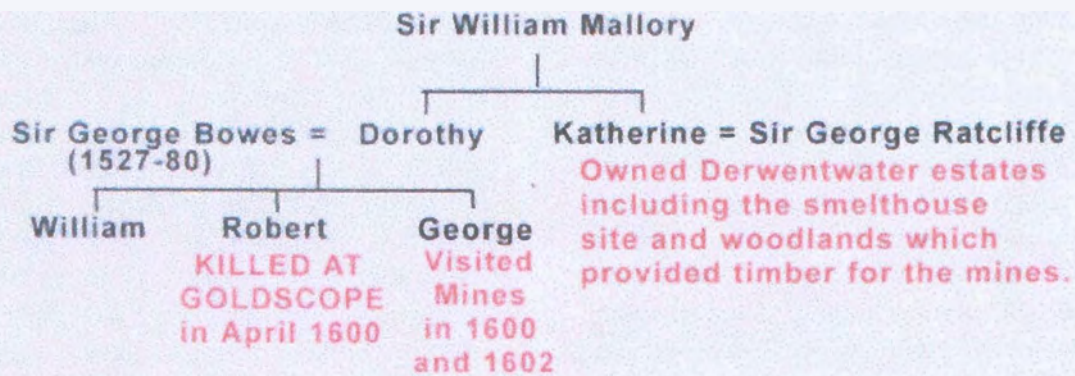 Sir William Mallory
Sir George Bowes = Dorothy
(1527-80)
Katherine = Sir George Ratcliffe
Owned Derwentwater estates
including the smelthouse
site and woodlands which
provided timber for the mines.
William
Robert
KILLED AT
GOLDSCOPE
in April 1600
George
Visited
Mines
in 1600
and 1602